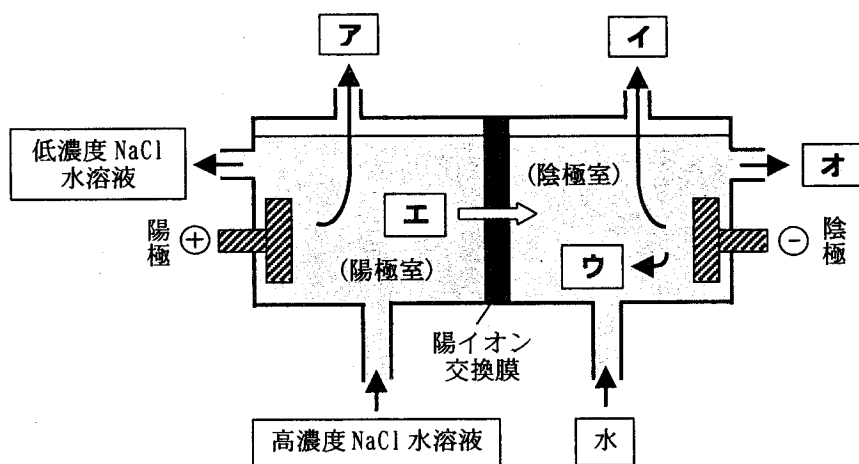 ア
イ
低濃度 NaCl
水溶液
(陰極室)
オ
エ
陽極
+
(陽極室)
ウ
−
陰極
陽イオン
交換膜
高濃度 NaCl 水溶液
水